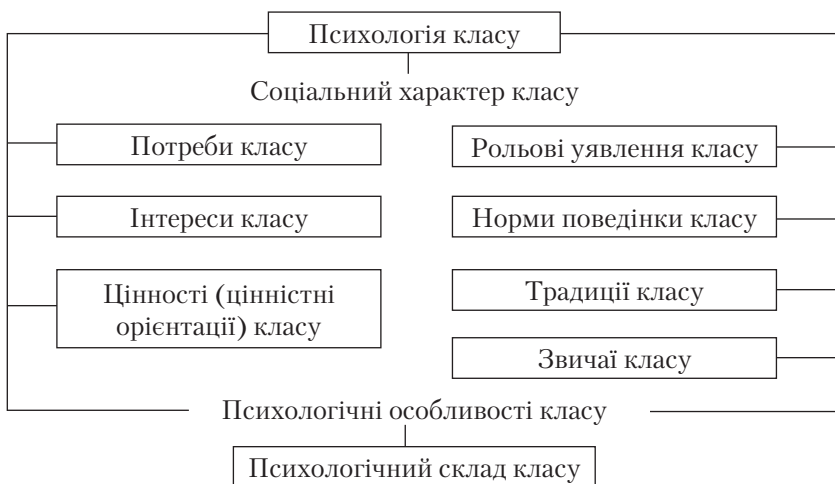 Психологія класу
Соціальний характер класу
Потреби класу
Інтереси класу
Цінності (цінністні
орієнтації) класу
Рольові уявлення класу
Норми поведінки класу
Традиції класу
Звичаї класу
Психологічні особливості класу
Психологічний склад класу